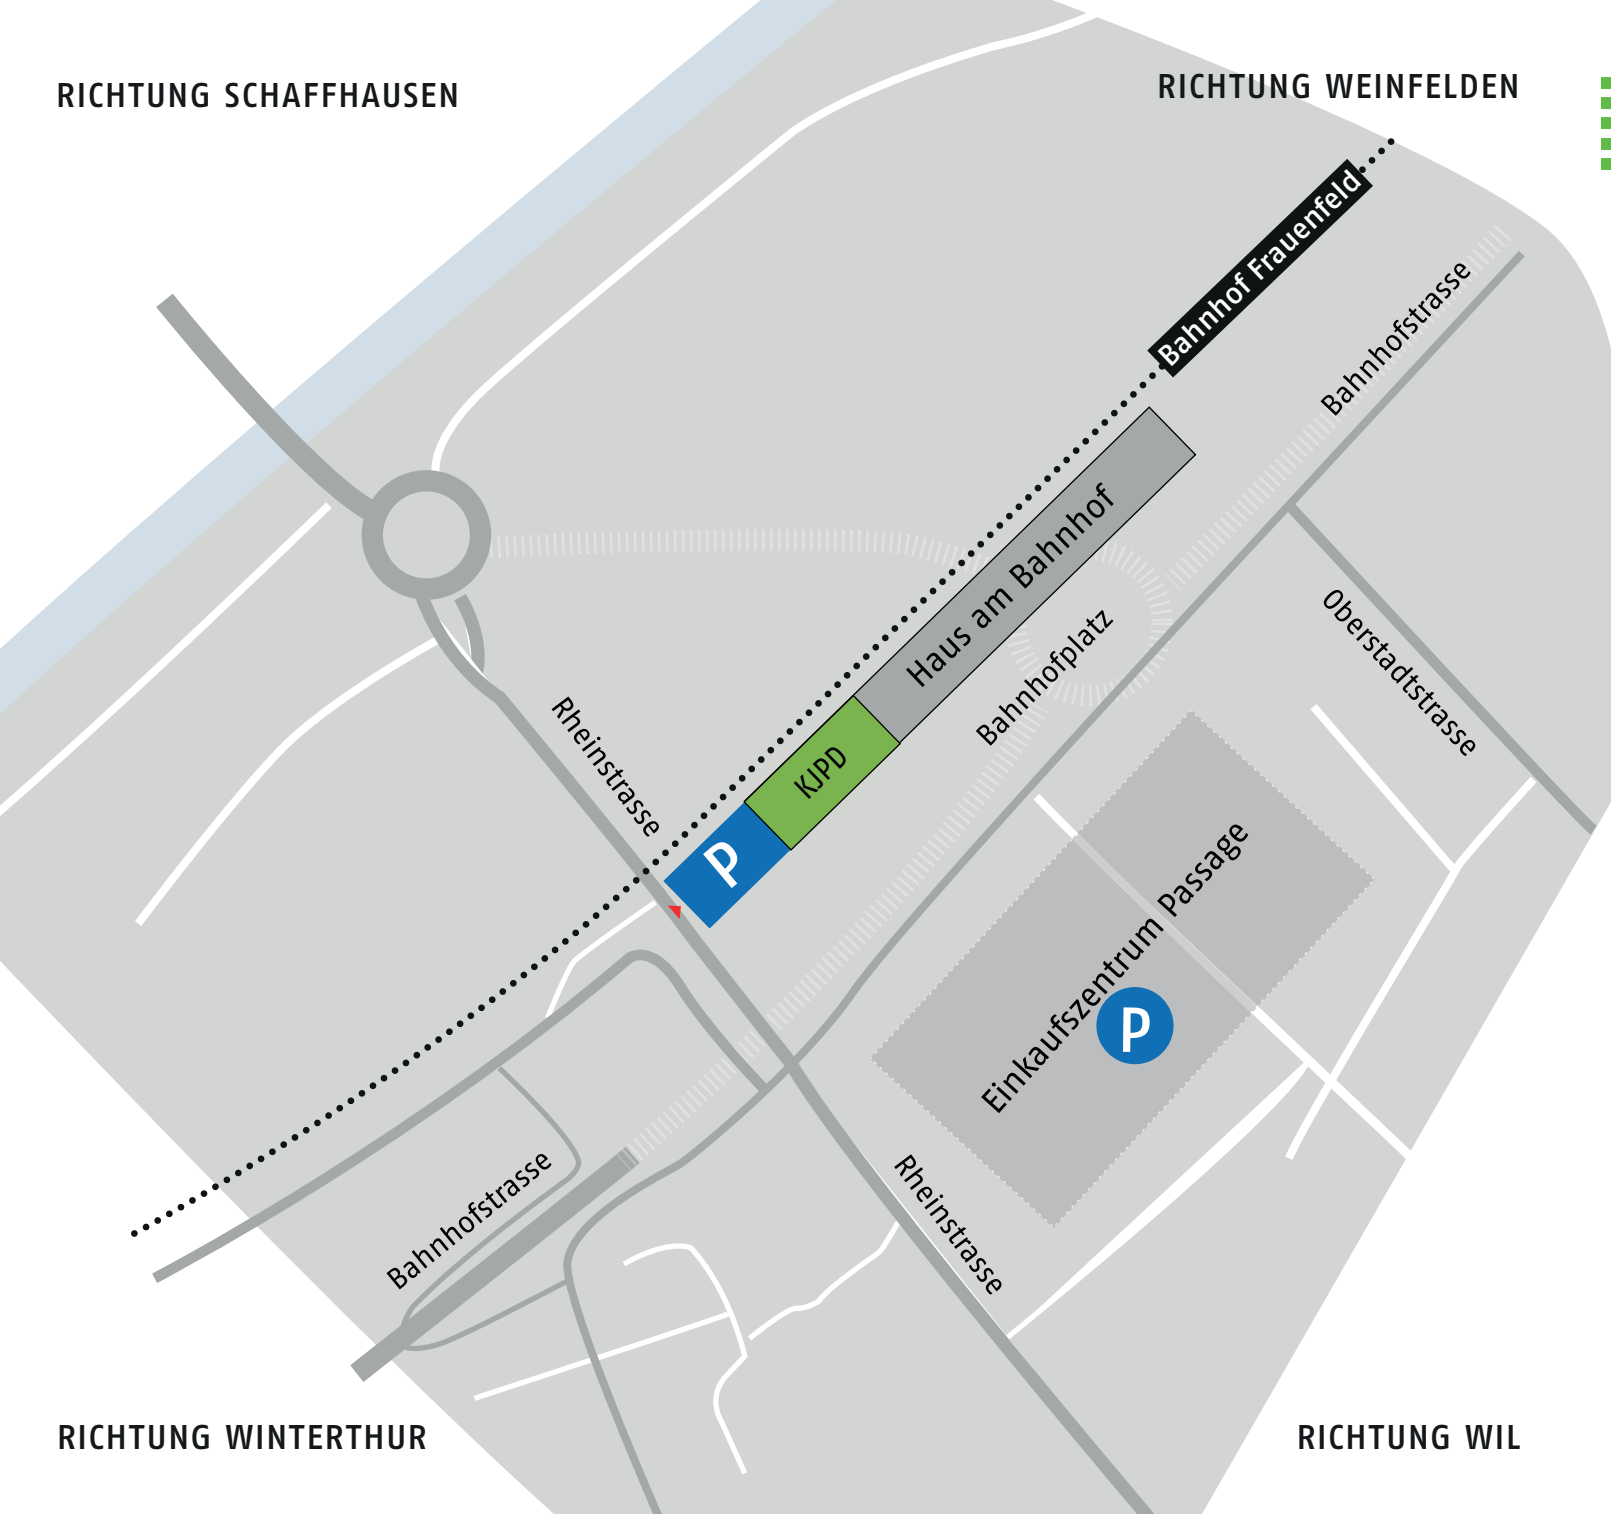 RICHTUNG SCHAFFHAUSEN
RICHTUNG WEINFELDEN
Bahnhof Frauenfeld
Bahnhofstrasse
Haus am Bahnhof
Bahnhofplatz
Oberstadtstrasse
Rheinstrasse
KJPD
P
Einkaufszentrum Passage
P
Bahnhofstrasse
Rheinstrasse
RICHTUNG WINTERTHUR
RICHTUNG WIL